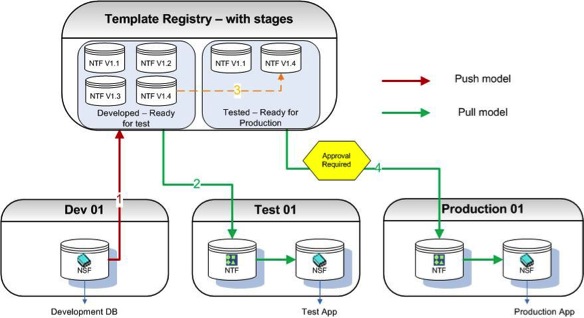 Template Registry – with stages
NTF V1.1
NTF V1.2
NTF V1.3
NTF V1.4
Developed – Ready
for test
NTF V1.1
NTF V1.4
Tested – Ready for
Production
3
Push model
Pull model
Approval
Required
1
2
4
Dev 01
NSF
Development DB
Test 01
NTF
NSF
Test App
Production 01
NTF
NSF
Production App